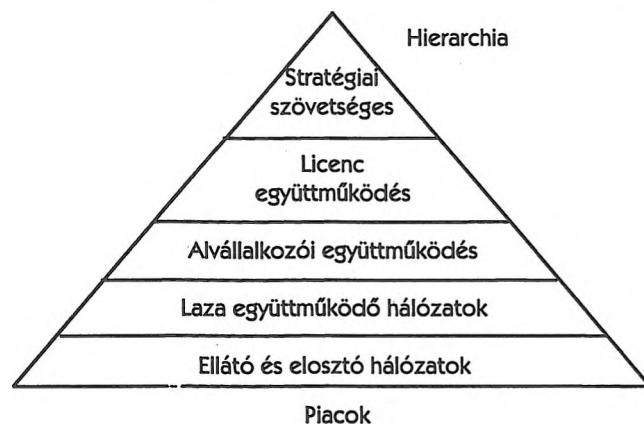 Hierarchia
Stratégiai
szövetséges
Licenc
együttműködés
Alvállalkozói együttműködés
Laza együttműködő hálózatok
Ellátó és elosztó hálózatok
Piacok